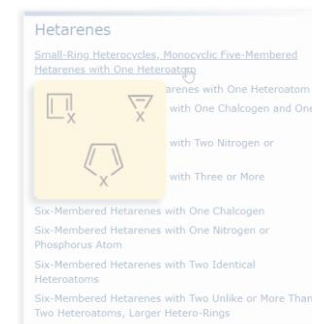 Hetarenes
Small-Ring Heterocycles, Monocyclic Five-Membered
Hetarenes with One Heteroatom
arenes with One Heteroatom
with One Chalcogen and One
with Two Nitrogen or
with Three or More
X
X
X
Six-Membered Hetarenes with One Chalcogen
Six-Membered Hetarenes with One Nitrogen or
Phosphorus Atom
Six-Membered Hetarenes with Two Identical
Heteroatoms
Six-Membered Hetarenes with Two Unlike or More Than
Two Heteroatoms, Larger Hetero-Rings